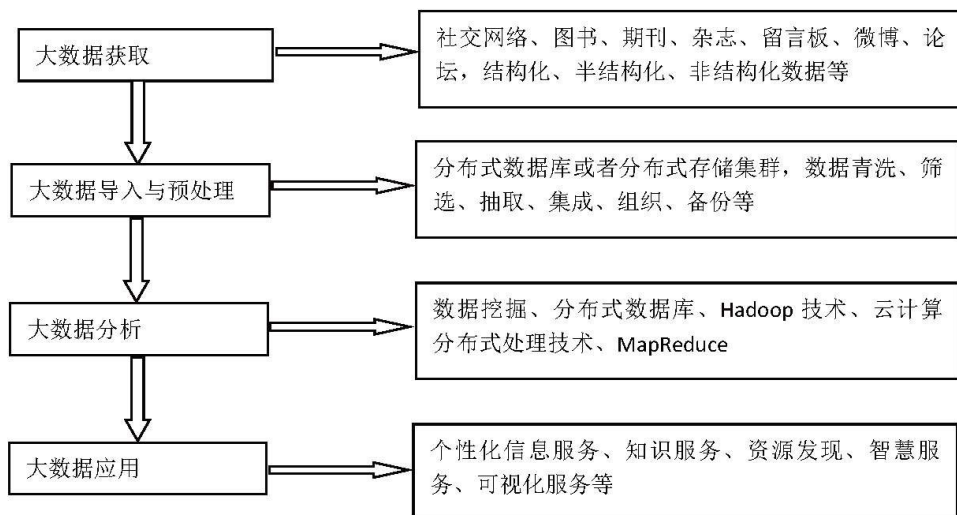 大数据获取
社交网络、图书、期刊、杂志、留言板、微博、论
坛，结构化、半结构化、非结构化数据等
大数据导入与预处理
分布式数据库或者分布式存储集群，数据青洗、筛
选、抽取、集成、组织、备份等
大数据分析
数据挖掘、分布式数据库、Hadoop 技术、云计算
分布式处理技术、MapReduce
大数据应用
个性化信息服务、知识服务、资源发现、智慧服
务、可视化服务等